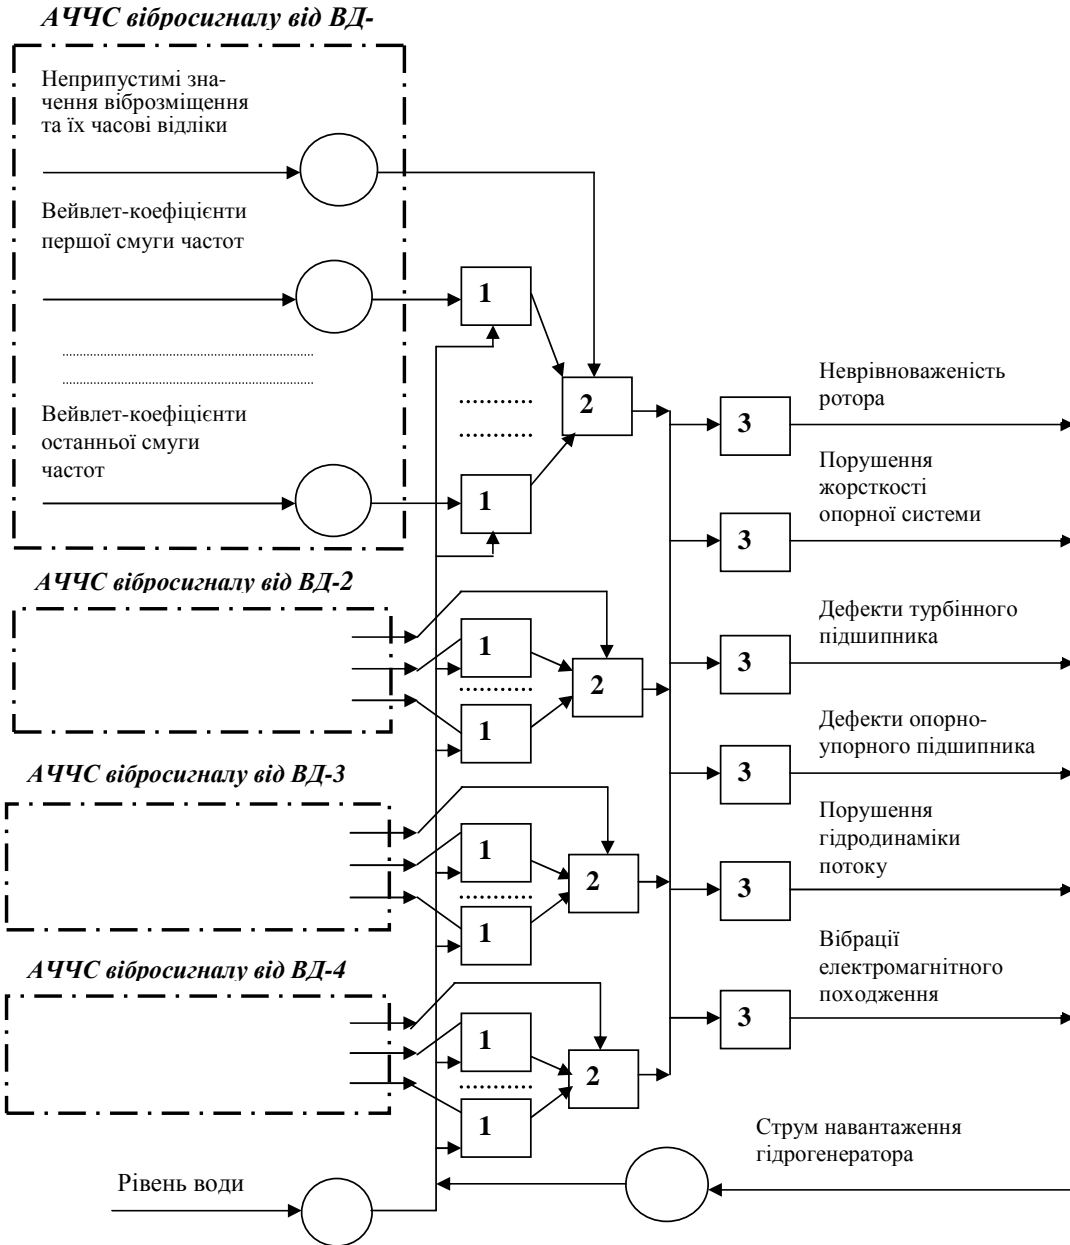 АЧЧС вібросигналу від ВД-
Неприпустимі зна-
чення віброзміщення
та їх часові відліки
Вейвлет-коефіцієнти
першої смуги частот
1
2
Вейвлет-коефіцієнти
останньої смуги
частот
1
3
Неврівноваженість
ротора
3
Порушення
жорсткості
опорної системи
АЧЧС вібросигналу від ВД-2
1
2
1
3
Дефекти турбінного
підшипника
3
Дефекти опорно-
упорного підшипника
АЧЧС вібросигналу від ВД-3
1
2
1
3
Порушення
гідродинаміки
потоку
АЧЧС вібросигналу від ВД-4
1
2
1
3
Вібрації
електромагнітного
походження
Рівень води
Струм навантаження
гідрогенератора